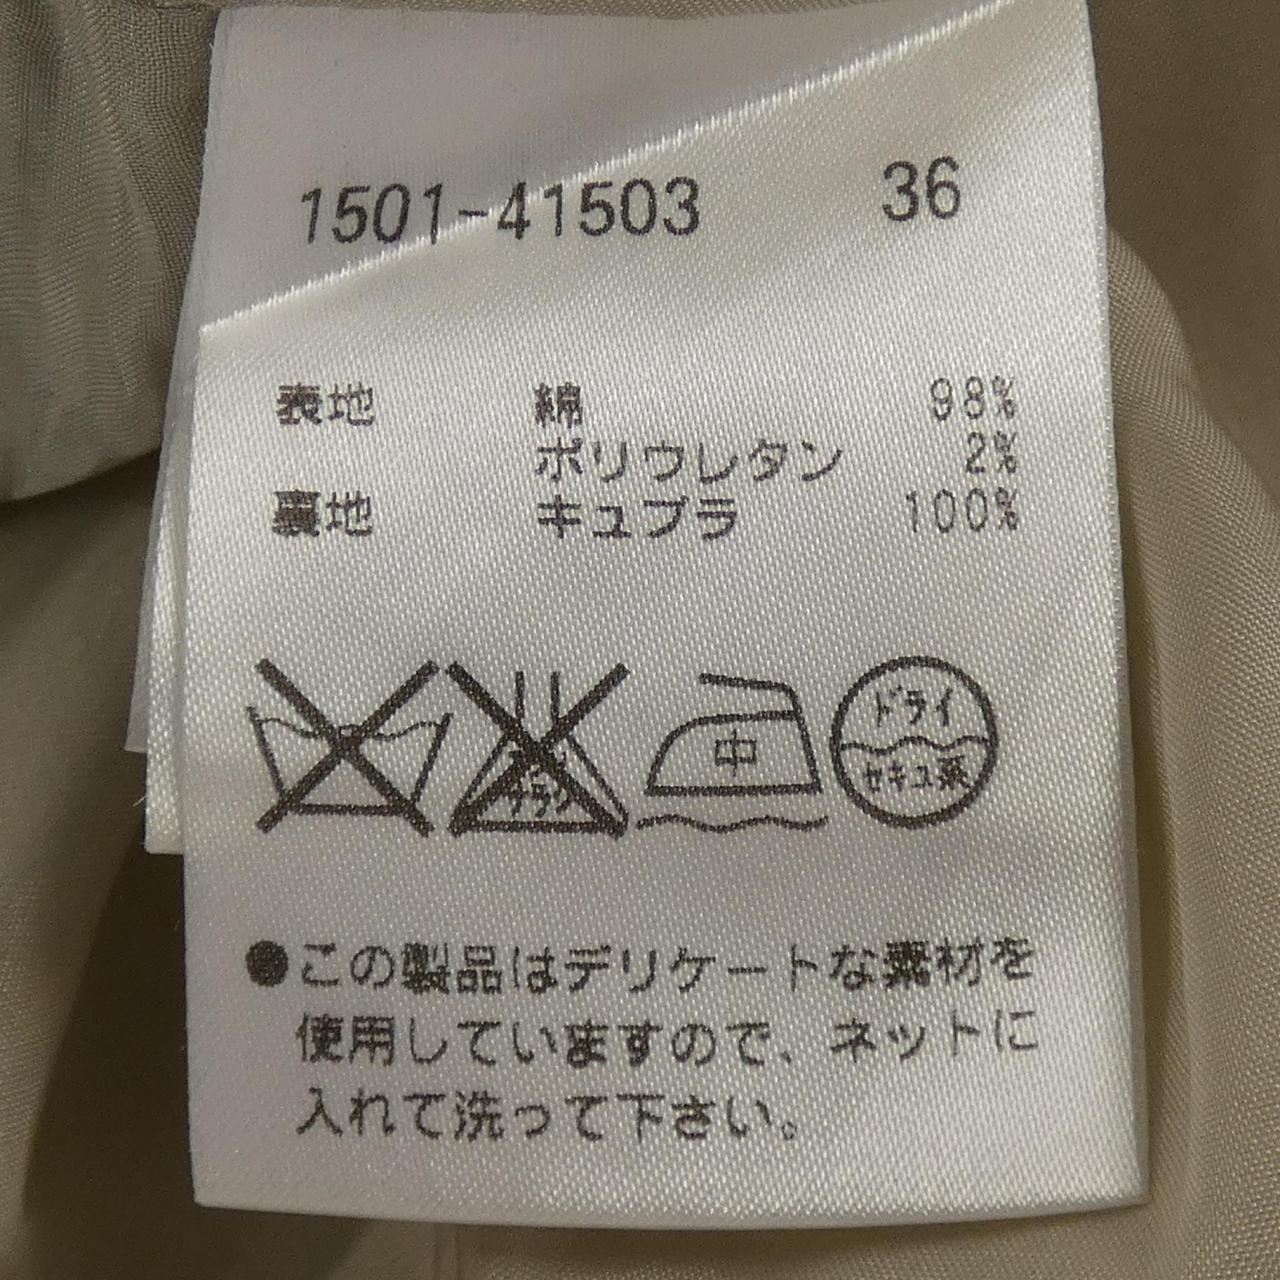 1501-41503 36
表地 綿 98%
ポリウレタン 2%
裏地 キュプラ 100%
中
ドライ
セキユ系
●この製品はデリケートな素材を
使用していますので、ネットに
入れて洗って下さい。